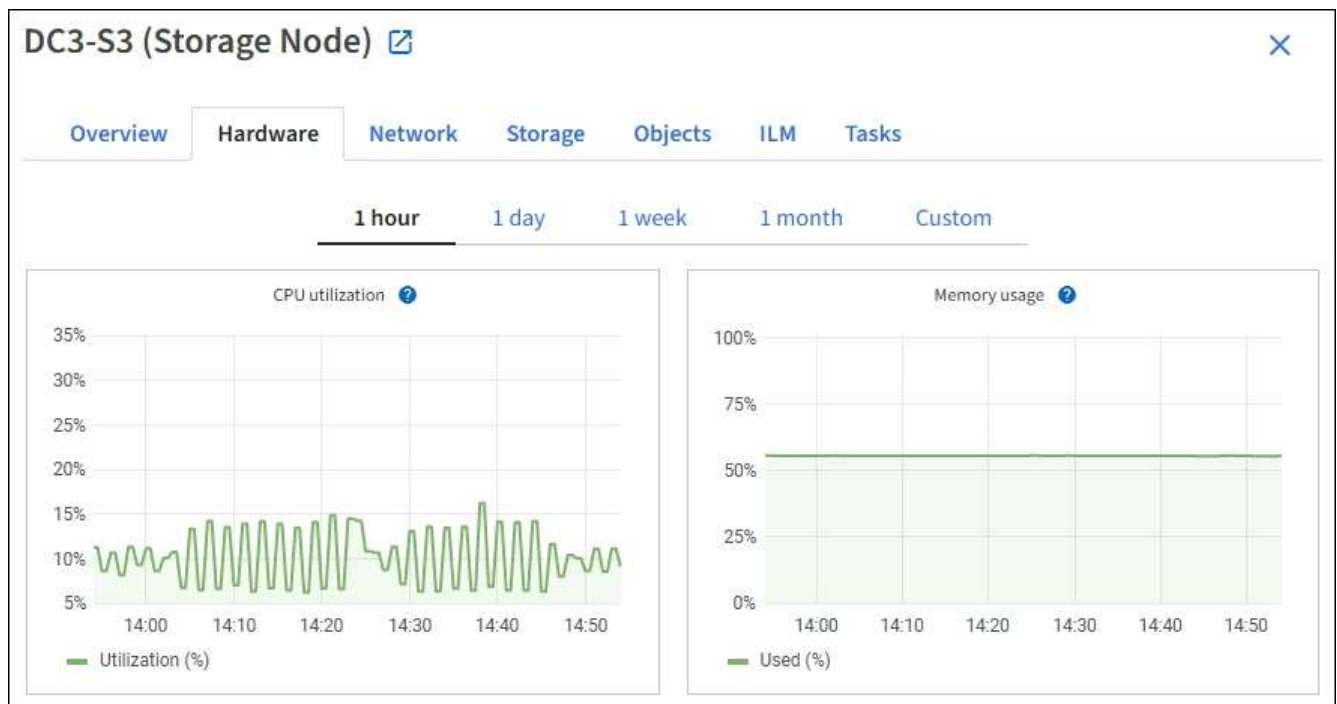 DC3-S3 (Storage Node)
Overview Hardware Network Storage Objects ILM Tasks
1 hour 1 day 1 week 1 month Custom
CPU utilization ?
35%
30%
25%
20%
15%
10%
5%
14:00 14:10 14:20 14:30 14:40 14:50
Utilization (%)
Memory usage ?
100%
75%
50%
25%
0%
14:00 14:10 14:20 14:30 14:40 14:50
Used (%)